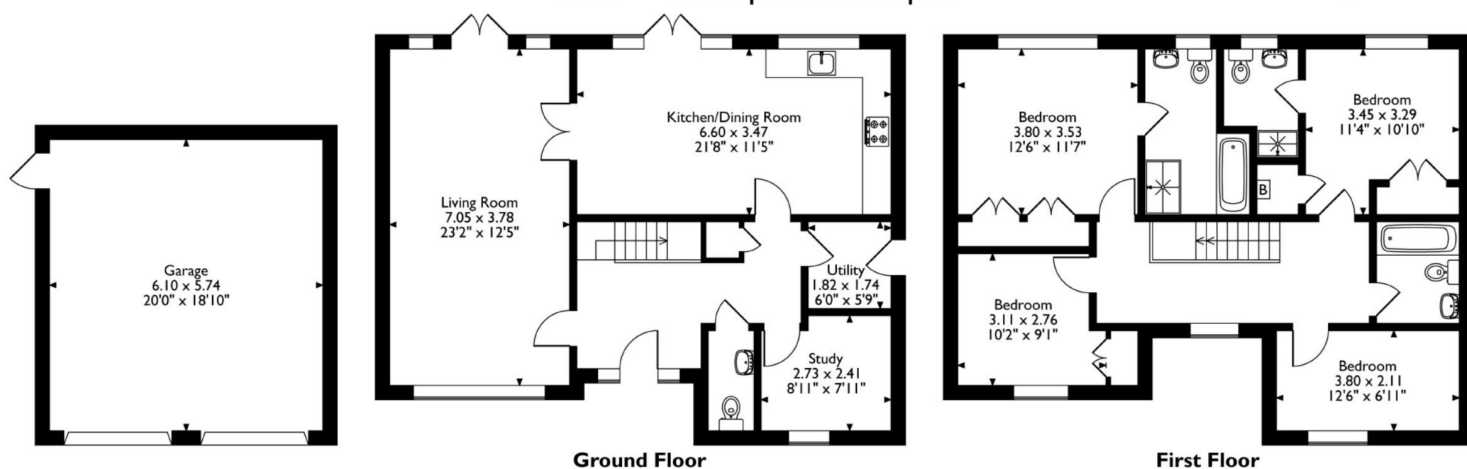 Garage
6.10 x 5.74
20'0" x 18'10"
Living Room
7.05 x 3.78
23'2" x 12'5"
Kitchen/Dining Room
6.60 x 3.47
21'8" x 11'5"
Utility
1.82 x 1.74
6'0" x 5'9"
Study
2.73 x 2.41
8'11" x 7'11"
Ground Floor
Bedroom
3.80 x 3.53
12'6" x 11'7"
Bedroom
3.45 x 3.29
11'4" x 10'10"
B
Bedroom
3.11 x 2.76
10'2" x 9'1"
Bedroom
3.80 x 2.11
12'6" x 6'11"
First Floor